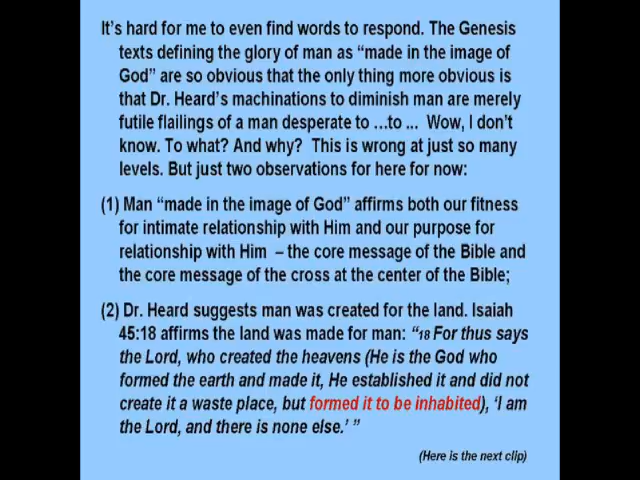 It's hard for me to even find words to respond. The Genesis
texts defining the glory of man as “made in the image of
God” are so obvious that the only thing more obvious is
that Dr. Heard's machinations to diminish man are merely
futile flailings of a man desperate to …to ... Wow, I don't
know. To what? And why? This is wrong at just so many
levels. But just two observations for here for now:
(1) Man “made in the image of God” affirms both our fitness
for intimate relationship with Him and our purpose for
relationship with Him – the core message of the Bible and
the core message of the cross at the center of the Bible;
(2) Dr. Heard suggests man was created for the land. Isaiah
45:18 affirms the land was made for man: “18 For thus says
the Lord, who created the heavens (He is the God who
formed the earth and made it, He established it and did not
create it a waste place, but formed it to be inhabited), ‘I am
the Lord, and there is none else.’ ”
(Here is the next clip)